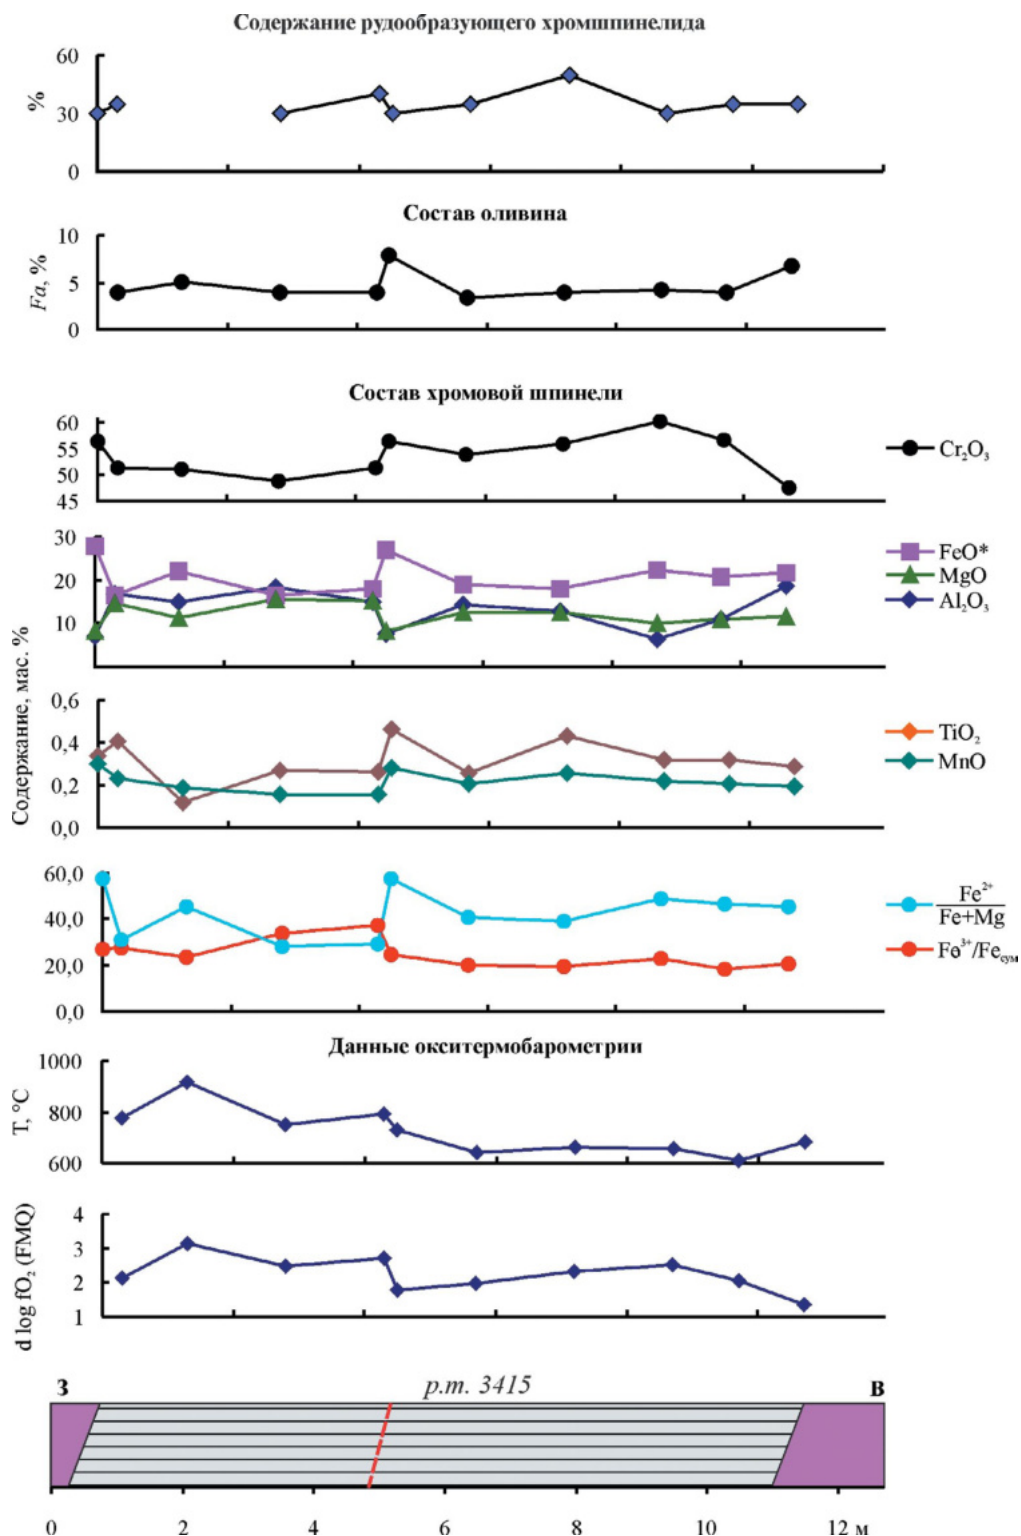 Содержание рудообразующего хромшпинелида
60
30
0
%
Состав оливина
10
5
0
Fa, %
Состав хромовой шпинели
60
55
50
45
Cr₂O₃
30
20
10
FeO*
MgO
Al₂O₃
Содержание, мас. %
0,6
0,4
0,2
0,0
TiO₂
MnO
60,0
40,0
20,0
0,0
Fe²⁺
Fe+Mg
Fe³⁺/Feсум
Данные окситермобарометрии
1000
800
600
T, °C
4
3
2
1
d log fO₂ (FMQ)
З р.т. 3415 В
0 2 4 6 8 10 12 м